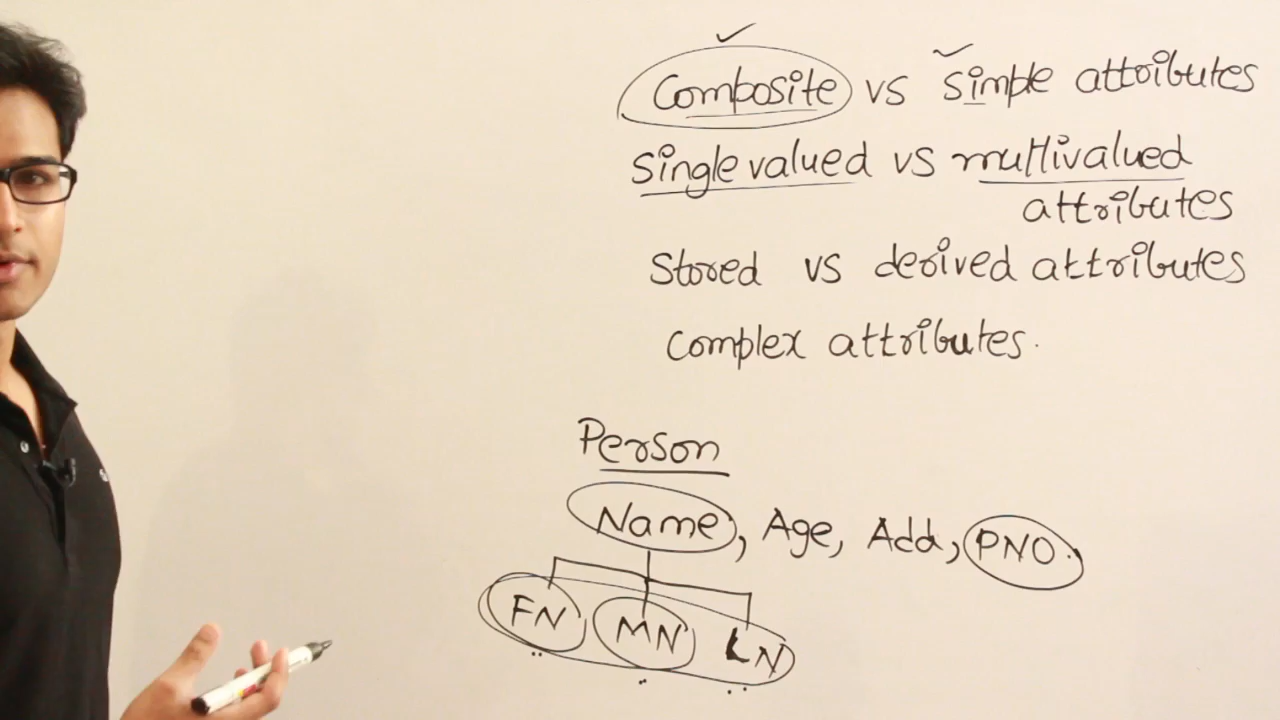 Composite vs simple attributes
single valued vs multivalued
attributes
Stored vs derived attributes
complex attributes.
Person
Name, Age, Add, PNO.
FN MN LN